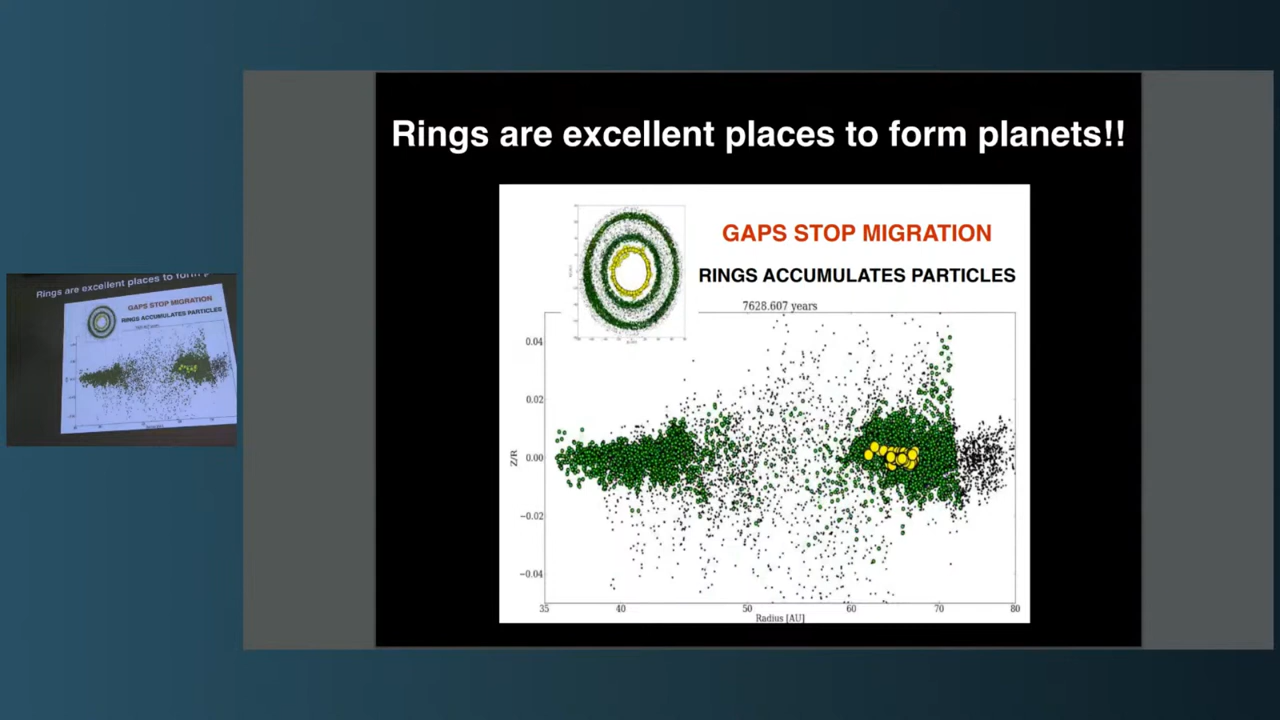 Rings are excellent places to form planets!!
GAPS STOP MIGRATION
RINGS ACCUMULATES PARTICLES
7628.607 years
0.04
0.02
0.00
−0.02
−0.04
Z/R
35 40 50 60 70 80
Radius [AU]
Rings are excellent places to form
GAPS STOP MIGRATION
RINGS ACCUMULATES PARTICLES